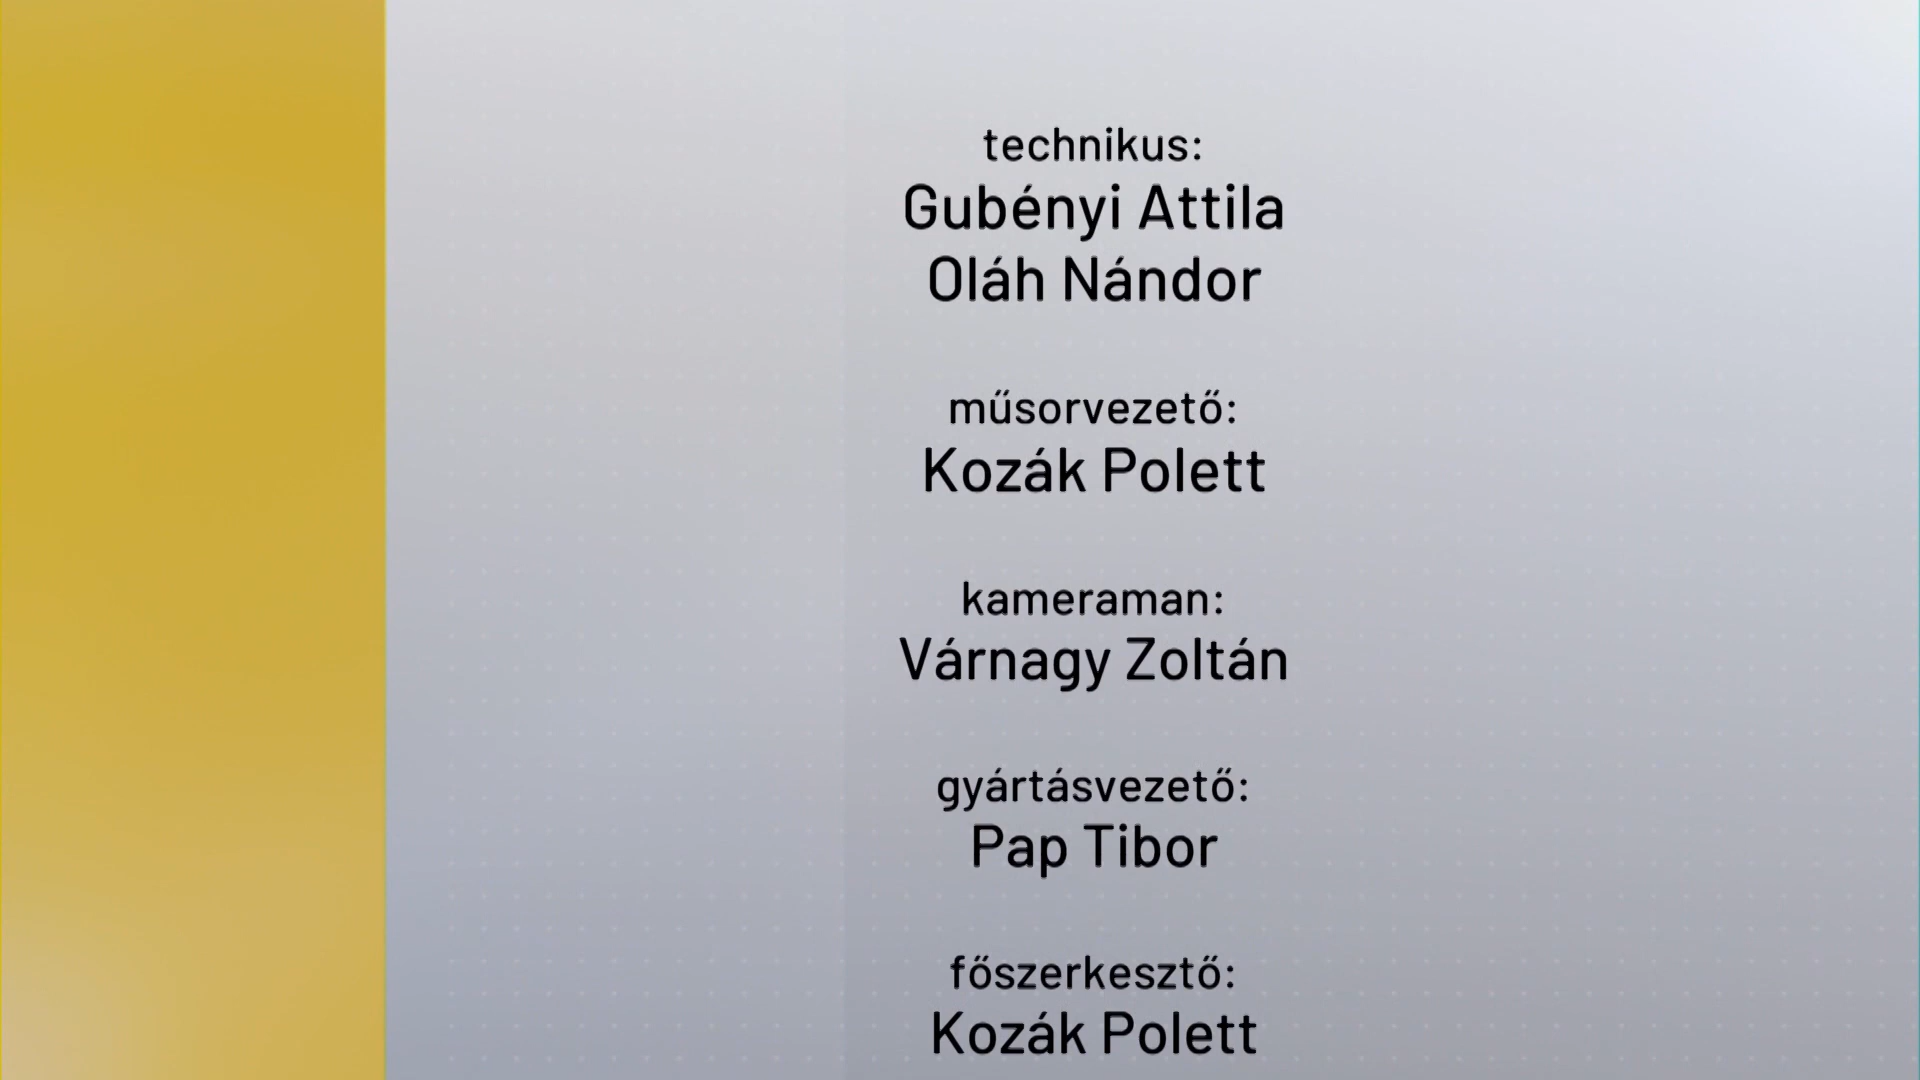 technikus:
Gubényi Attila
Oláh Nándor
műsorvezető:
Kozák Polett
kameraman:
Várnagy Zoltán
gyártásvezető:
Pap Tibor
főszerkesztő:
Kozák Polett